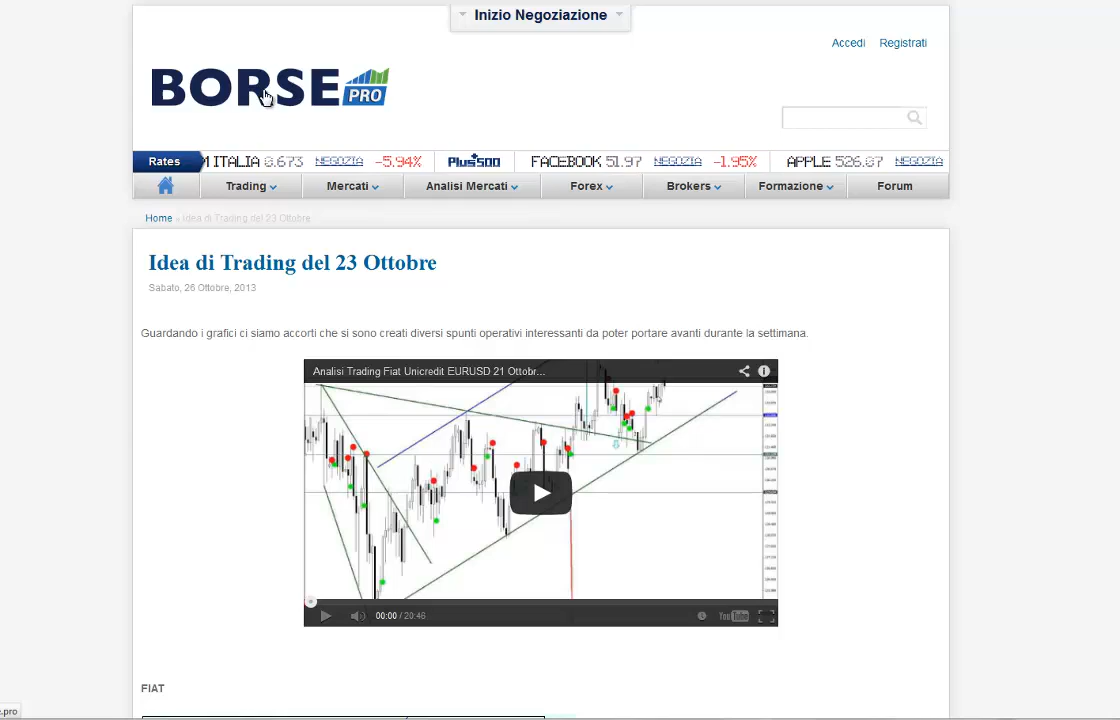 Inizio Negoziazione
Accedi Registrati
BORSE PRO
Rates M ITALIA 8.673 NEGOZIA -5.94% Plus500 FACEBOOK 51.97 NEGOZIA -1.95% APPLE 526.87 NEGOZIA
Trading Mercati Analisi Mercati Forex Brokers Formazione Forum
Home » Idea di Trading del 23 Ottobre
Idea di Trading del 23 Ottobre
Sabato, 26 Ottobre, 2013
Guardando i grafici ci siamo accorti che si sono creati diversi spunti operativi interessanti da poter portare avanti durante la settimana.
Analisi Trading Fiat Unicredit EURUSD 21 Ottobr...
00:00 / 20:46 YouTube
FIAT
.pro